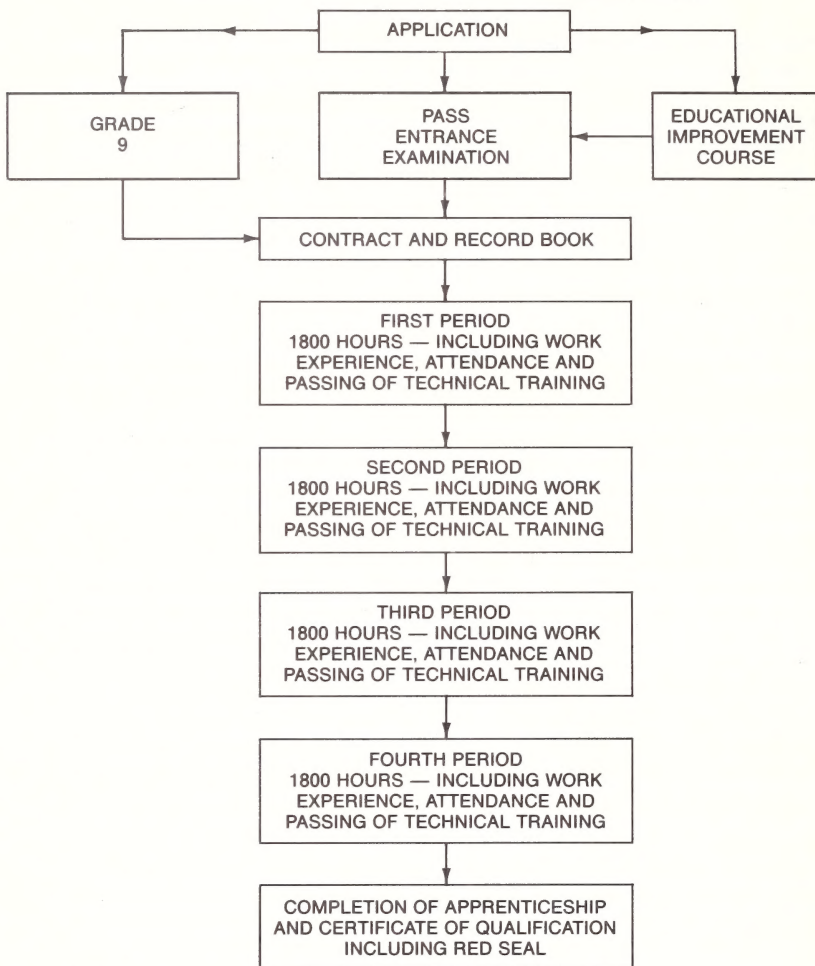 APPLICATION
GRADE
9
PASS
ENTRANCE
EXAMINATION
EDUCATIONAL
IMPROVEMENT
COURSE
CONTRACT AND RECORD BOOK
FIRST PERIOD
1800 HOURS — INCLUDING WORK
EXPERIENCE, ATTENDANCE AND
PASSING OF TECHNICAL TRAINING
SECOND PERIOD
1800 HOURS — INCLUDING WORK
EXPERIENCE, ATTENDANCE AND
PASSING OF TECHNICAL TRAINING
THIRD PERIOD
1800 HOURS — INCLUDING WORK
EXPERIENCE, ATTENDANCE AND
PASSING OF TECHNICAL TRAINING
FOURTH PERIOD
1800 HOURS — INCLUDING WORK
EXPERIENCE, ATTENDANCE AND
PASSING OF TECHNICAL TRAINING
COMPLETION OF APPRENTICESHIP
AND CERTIFICATE OF QUALIFICATION
INCLUDING RED SEAL